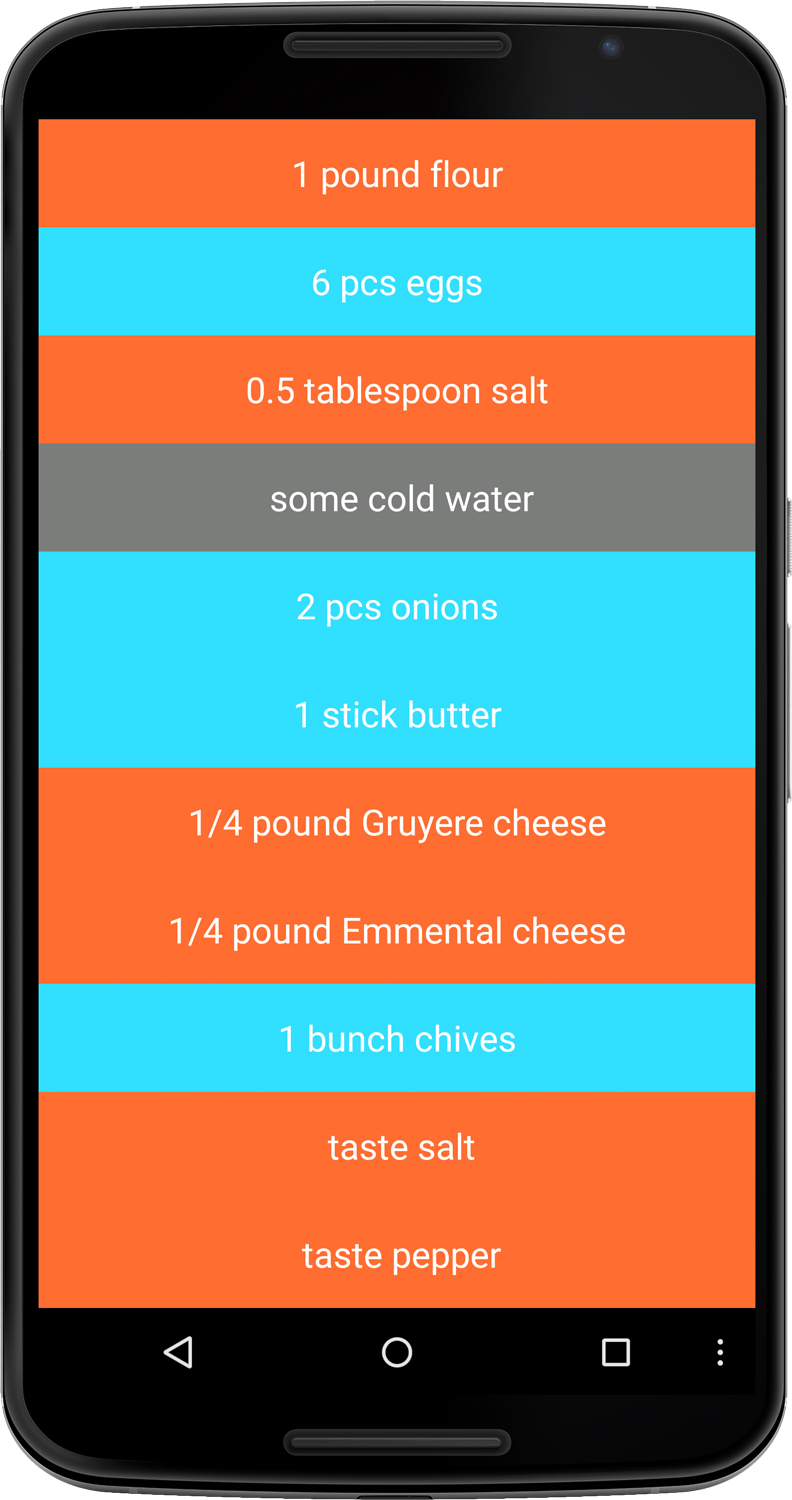 1 pound flour
6 pcs eggs
0.5 tablespoon salt
some cold water
2 pcs onions
1 stick butter
1/4 pound Gruyere cheese
1/4 pound Emmental cheese
1 bunch chives
taste salt
taste pepper